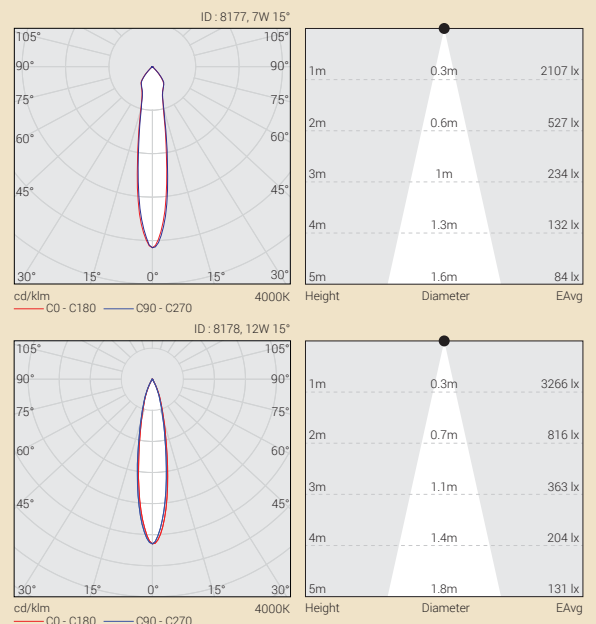 ID : 8177, 7W 15°
105° 105°
90° 90°
75° 75°
60° 60°
45° 45°
30° 15° 0° 15° 30°
cd/klm 4000K
C0 - C180 C90 - C270
1m 0.3m 2107 lx
2m 0.6m 527 lx
3m 1m 234 lx
4m 1.3m 132 lx
5m 1.6m 84 lx
Height Diameter EAvg
ID : 8178, 12W 15°
105° 105°
90° 90°
75° 75°
60° 60°
45° 45°
30° 15° 0° 15° 30°
cd/klm 4000K
C0 - C180 C90 - C270
1m 0.3m 3266 lx
2m 0.7m 816 lx
3m 1.1m 363 lx
4m 1.4m 204 lx
5m 1.8m 131 lx
Height Diameter EAvg